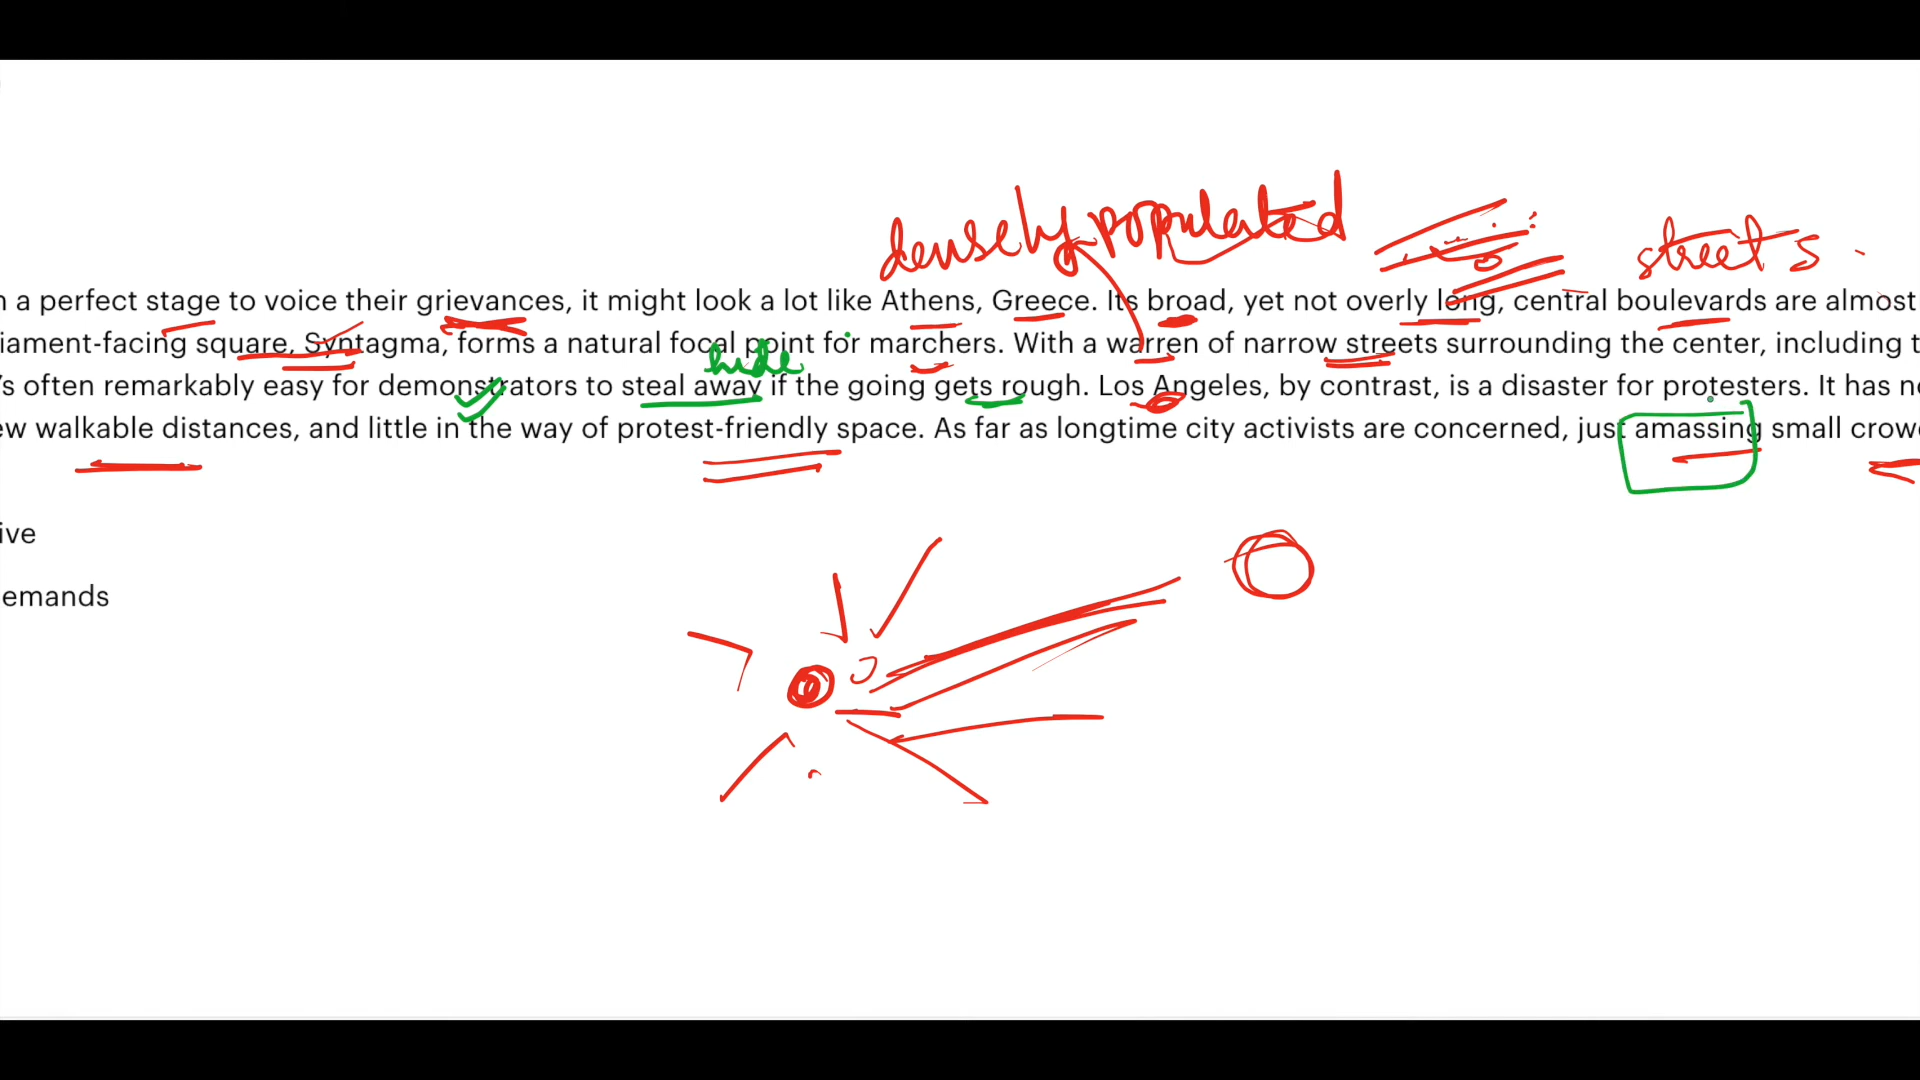 densely populated streets
a perfect stage to voice their grievances, it might look a lot like Athens, Greece. Its broad, yet not overly long, central boulevards are almost
iament-facing square, Syntagma, forms a natural focal point for marchers. With a warren of narrow streets surrounding the center, including t
hide
's often remarkably easy for demonstrators to steal away if the going gets rough. Los Angeles, by contrast, is a disaster for protesters. It has no
ew walkable distances, and little in the way of protest-friendly space. As far as longtime city activists are concerned, just amassing small crow
ive
emands